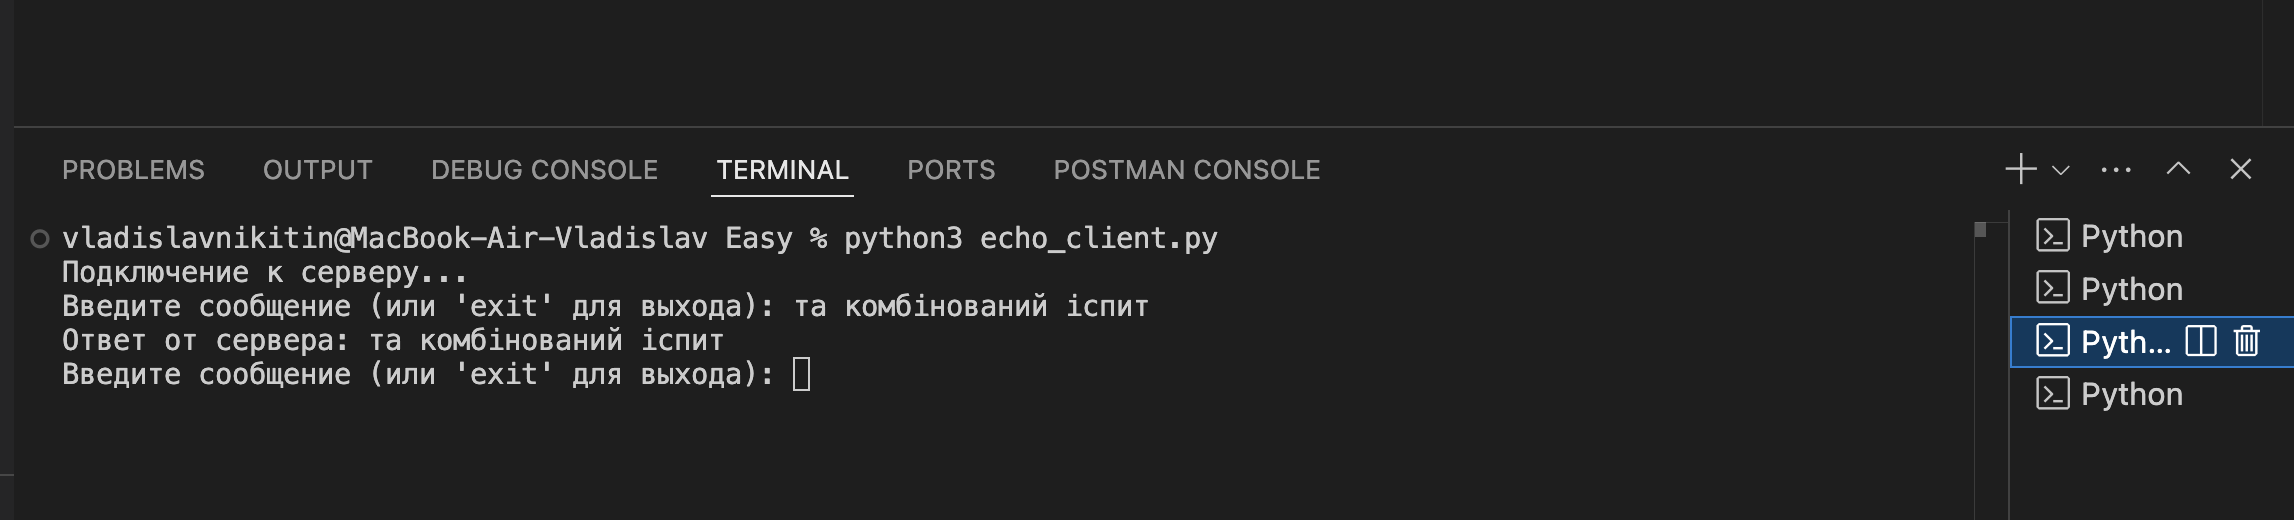 PROBLEMS OUTPUT DEBUG CONSOLE TERMINAL PORTS POSTMAN CONSOLE
vladislavnikitin@MacBook-Air-Vladislav Easy % python3 echo_client.py
Подключение к серверу...
Введите сообщение (или 'exit' для выхода): та комбінований іспит
Ответ от сервера: та комбінований іспит
Введите сообщение (или 'exit' для выхода):
Python
Python
Pyth...
Python